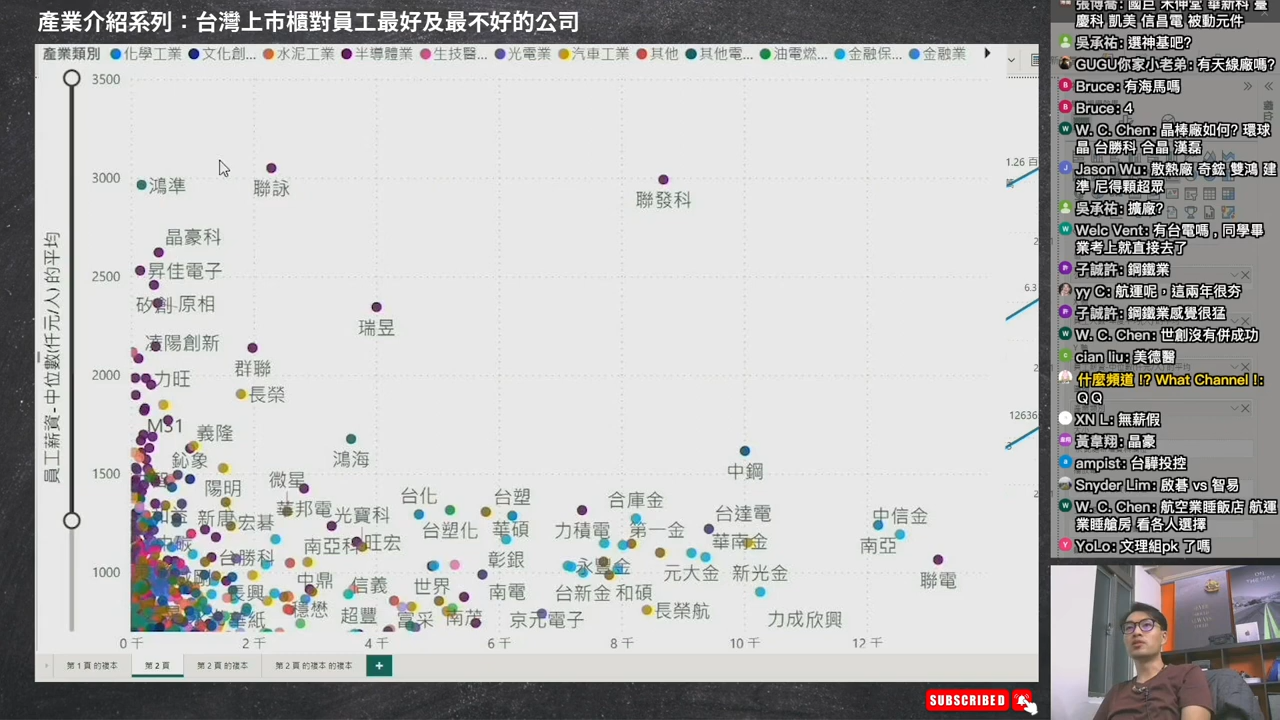 產業介紹系列：台灣上市櫃對員工最好及最不好的公司
產業類別 化學工業 文化創... 水泥工業 半導體業 生技醫... 光電業 汽車工業 其他 其他電... 油電燃... 金融保... 金融業
員工薪資-中位數(仟元/人) 的平均
3500
3000
2500
2000
1500
1000
鴻準
聯詠
聯發科
晶豪科
昇佳電子
矽創
原相
瑞昱
凌陽創新
群聯
力旺
長榮
M31
義隆
鴻海
鈊象
中鋼
陽明
微星
台化
台塑
合庫金
華邦電
光寶科
台塑化
華碩
力積電
第一金
台達電
中信金
新唐
宏碁
南亞科
旺宏
華南金
南亞
台勝科
彰銀
永豐金
元大金
新光金
聯電
中鼎
信義
世界
南電
台新金
和碩
長興
穩懋
超豐
富采
南茂
京元電子
長榮航
力成
欣興
華紙
0 千
2 千
4 千
6 千
8 千
10 千
12 千
1.26 百
6.3
12636
第 1 頁 的複本
第 2 頁
第 2 頁 的複本
第 2 頁 的複本 的複本
+
SUBSCRIBED
張博喬: 國巨 禾伸堂 華新科 臺
慶科 凱美 信昌電 被動元件
吳承祐: 選神基吧?
GUGU你家小老弟: 有天線廠嗎?
Bruce: 有海馬嗎
Bruce: 4
W. C. Chen: 晶棒廠如何? 環球
晶 台勝科 合晶 漢磊
Jason Wu: 散熱廠 奇鋐 雙鴻 建
準 尼得科超眾
吳承祐: 擴廠?
Welc Vent: 有台電嗎，同學畢
業考上就直接去了
子誠許: 鋼鐵業
yy C: 航運呢，這兩年很夯
子誠許: 鋼鐵業感覺很猛
W. C. Chen: 世創沒有併成功
cian liu: 美德醫
什麼頻道 !? What Channel !:
Q Q
XN L: 無薪假
黃韋翔: 晶豪
ampist: 台驊投控
Snyder Lim: 啟碁 vs 智易
W. C. Chen: 航空業睡飯店 航運
業睡艙房 看各人選擇
YoLo: 文理組pk 了嗎